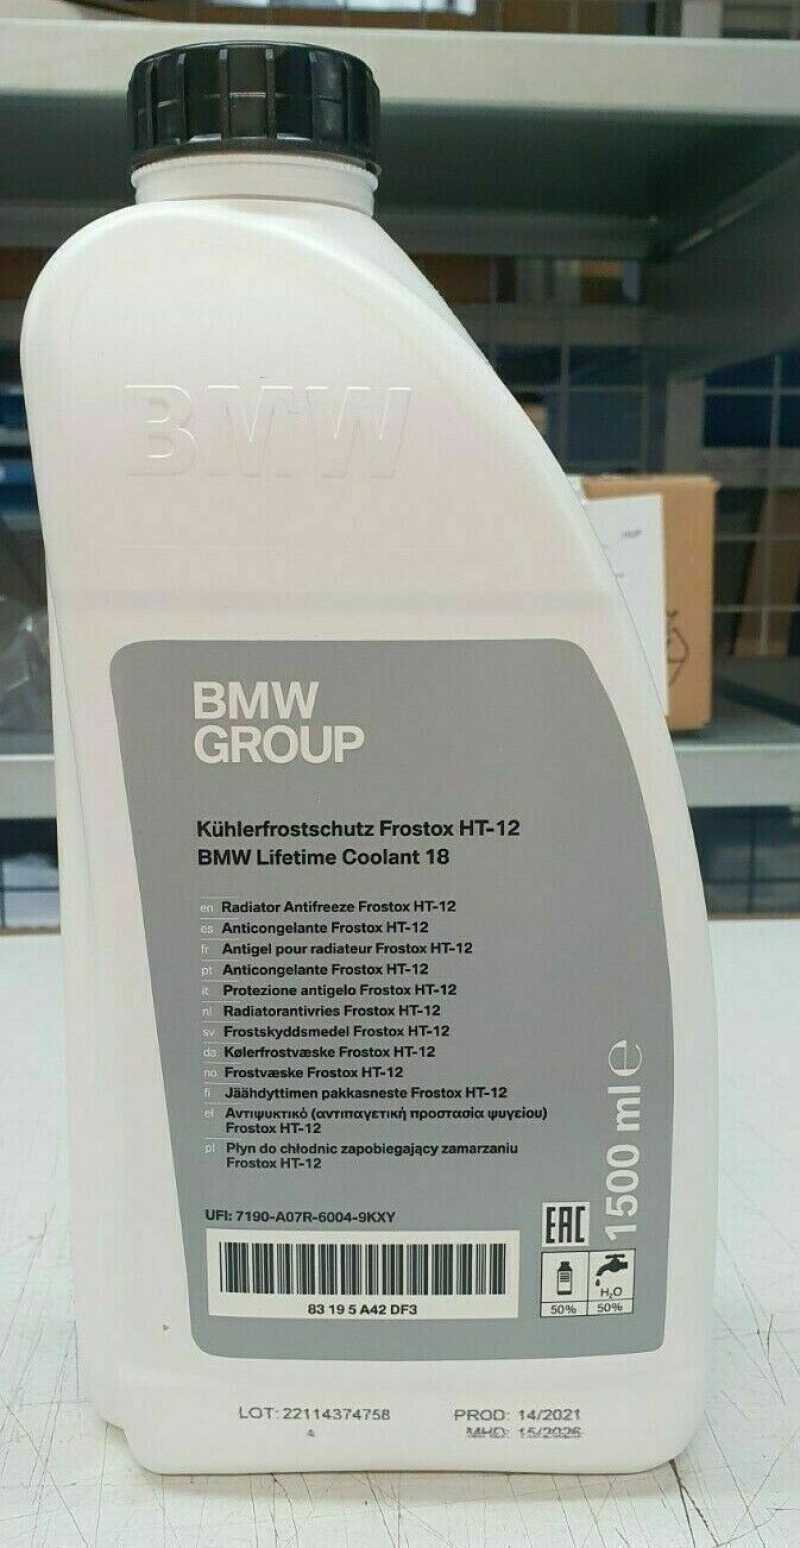 BMW
BMW
GROUP
Kühlerfrostschutz Frostox HT-12
BMW Lifetime Coolant 18
en Radiator Antifreeze Frostox HT-12
es Anticongelante Frostox HT-12
fr Antigel pour radiateur Frostox HT-12
pt Anticongelante Frostox HT-12
it Protezione antigelo Frostox HT-12
nl Radiatorantivries Frostox HT-12
sv Frostskyddsmedel Frostox HT-12
da Kølerfrostvæske Frostox HT-12
no Frostvæske Frostox HT-12
fi Jäähdyttimen pakkasneste Frostox HT-12
el Αντιψυκτικό (αντιπαγετική προστασία ψυγείου)
Frostox HT-12
pl Płyn do chłodnic zapobiegający zamarzaniu
Frostox HT-12
1500 ml e
UFI: 7190-A07R-6004-9KXY
83 19 5 A42 DF3
EAC
H₂O
50% 50%
LOT: 22114374758
4
PROD: 14/2021
MHD: 15/2026